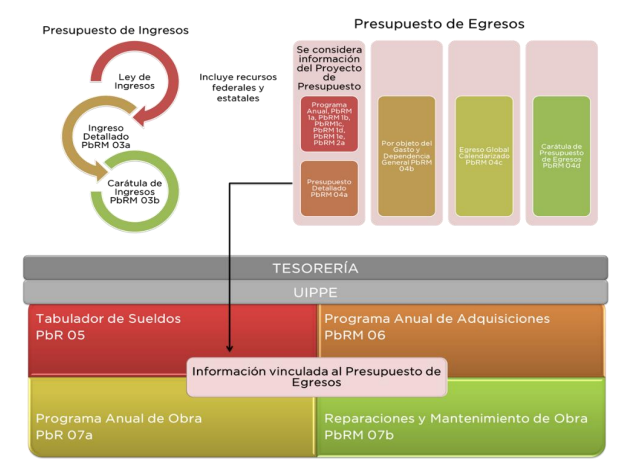 Presupuesto de Ingresos
Ley de
Ingresos
Ingreso
Detallado
PbRM 03a
Carátula de
Ingresos
PbRM 03b
Incluye recursos
federales y
estatales
Presupuesto de Egresos
Se considera
información
del Proyecto
de
Presupuesto
Programa
Anual, PbRM
1a, PbRM 1b,
PbRM1c,
PbRM 1d,
PbRM 1e,
PbRM 2a
Presupuesto
Detallado
PbRM 04a
Por objeto del
Gasto y
Dependencia
General PbRM
04b
Egreso Global
Calendarizado
PbRM 04c
Carátula de
Presupuesto
de Egresos
PbRM 04d
TESORERÍA
UIPPE
Tabulador de Sueldos
PbR 05
Programa Anual de Adquisiciones
PbRM 06
Información vinculada al Presupuesto de
Egresos
Programa Anual de Obra
PbR 07a
Reparaciones y Mantenimiento de Obra
PbRM 07b